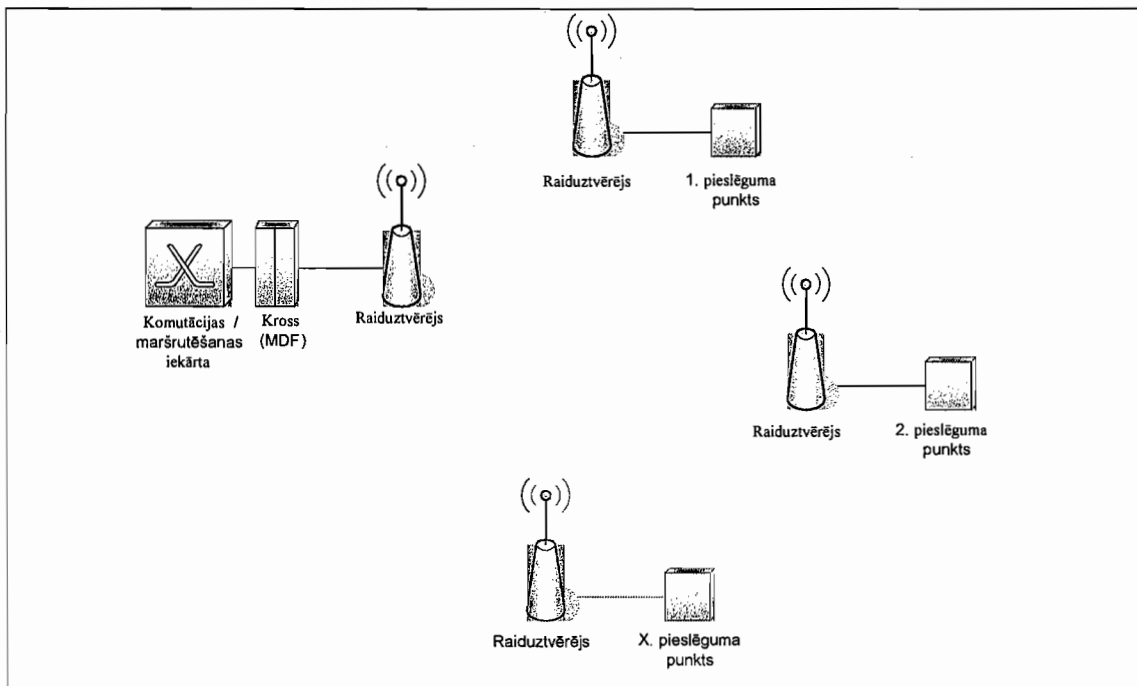 Raiduztvērējs
1. pieslēguma
punkts
Komutācijas /
maršrutēšanas
iekārta
Kross
(MDF)
Raiduztvērējs
Raiduztvērējs
2. pieslēguma
punkts
Raiduztvērējs
X. pieslēguma
punkts